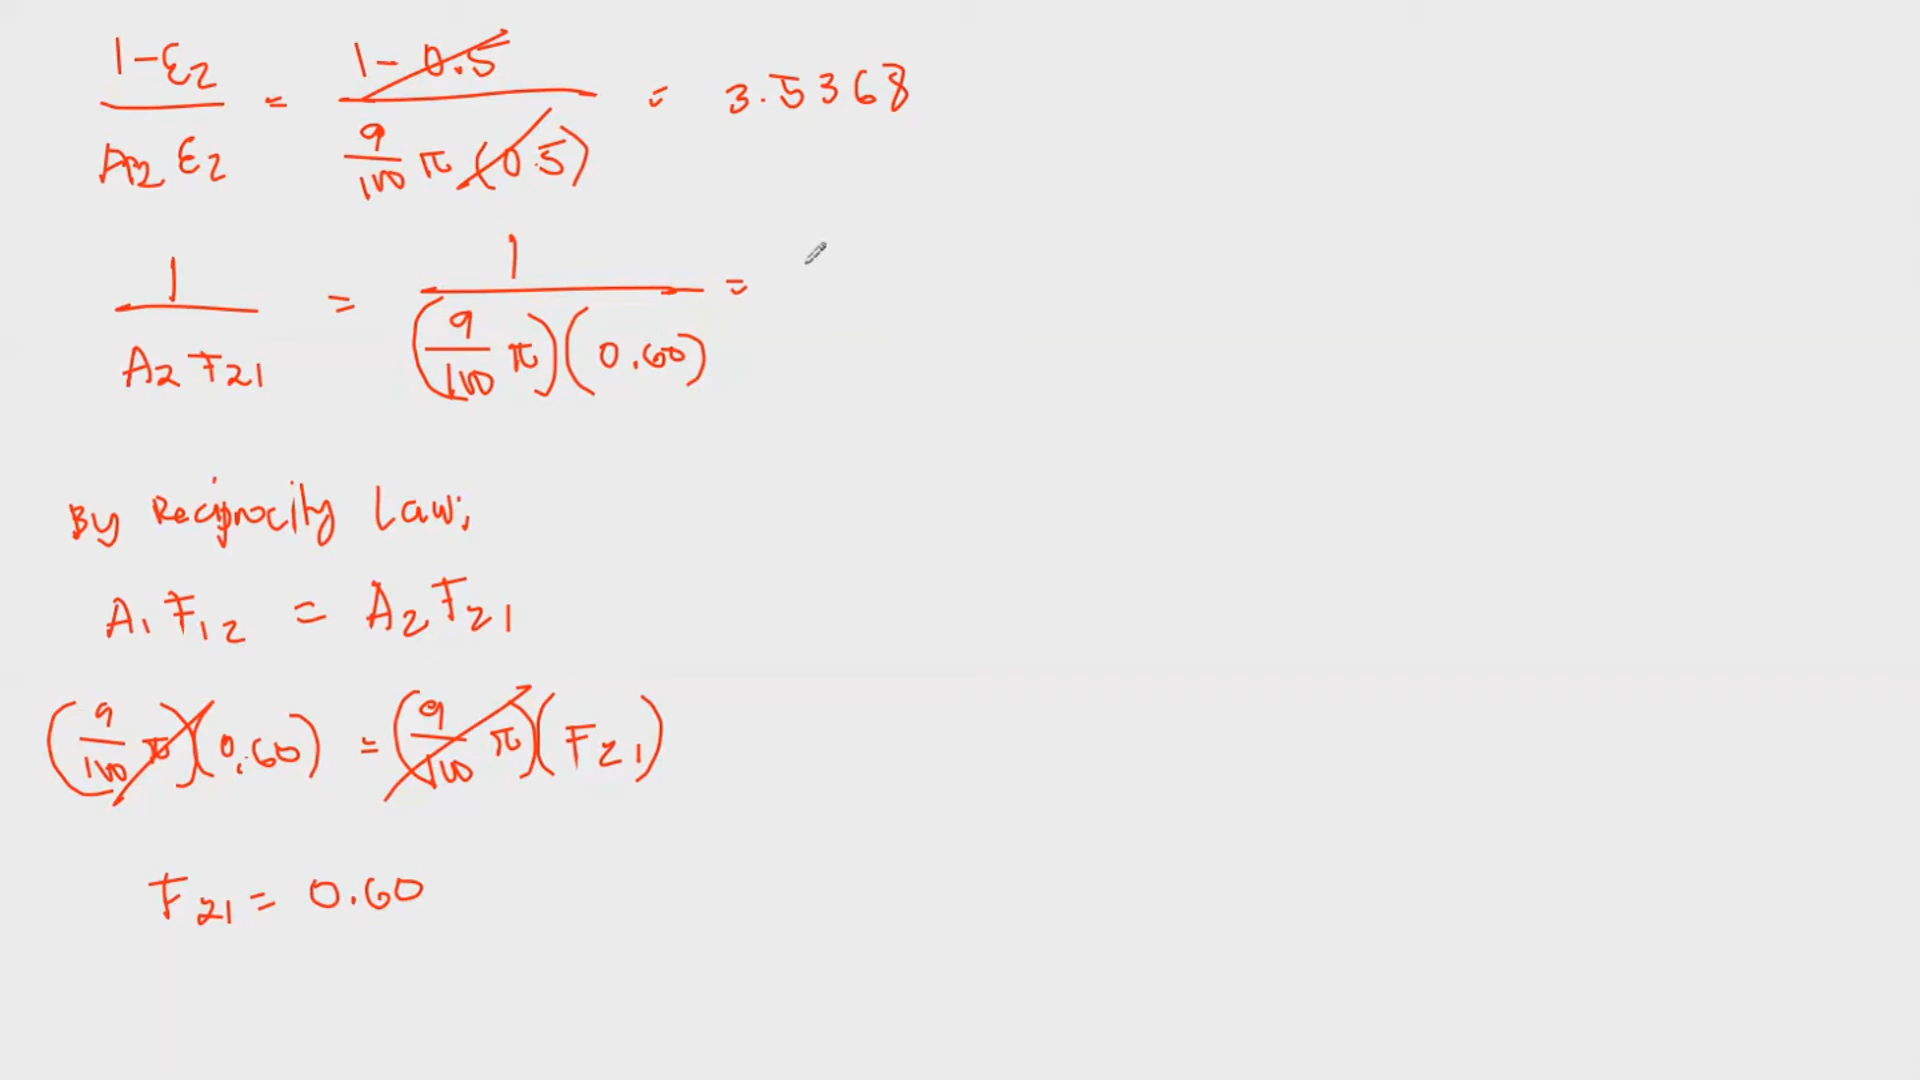 1-ε2 / A2 ε2 = 1-0.5 / (9/100 π (0.5)) = 3.5368
1 / A2 F21 = 1 / ((9/100 π)(0.60)) =
By Reciprocity Law,
A1 F12 = A2 F21
(9/100 π)(0.60) = (9/100 π)(F21)
F21 = 0.60